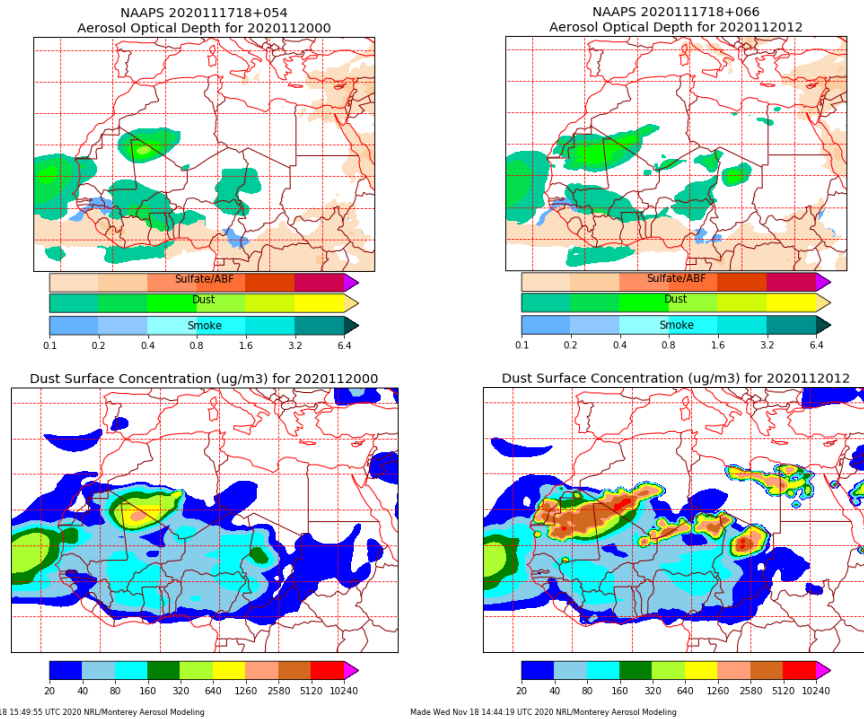 NAAPS 2020111718+054
Aerosol Optical Depth for 2020112000
NAAPS 2020111718+066
Aerosol Optical Depth for 2020112012
Sulfate/ABF
Dust
Smoke
0.1 0.2 0.4 0.8 1.6 3.2 6.4
Sulfate/ABF
Dust
Smoke
0.1 0.2 0.4 0.8 1.6 3.2 6.4
Dust Surface Concentration (ug/m3) for 2020112000
Dust Surface Concentration (ug/m3) for 2020112012
20 40 80 160 320 640 1260 2580 5120 10240
20 40 80 160 320 640 1260 2580 5120 10240
18 15:49:55 UTC 2020 NRL/Monterey Aerosol Modeling
Made Wed Nov 18 14:44:19 UTC 2020 NRL/Monterey Aerosol Modeling